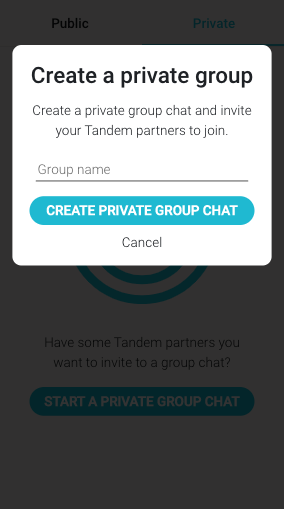 Public
Private
Create a private group
Create a private group chat and invite
your Tandem partners to join.
Group name
CREATE PRIVATE GROUP CHAT
Cancel
Have some Tandem partners you
want to invite to a group chat?
START A PRIVATE GROUP CHAT